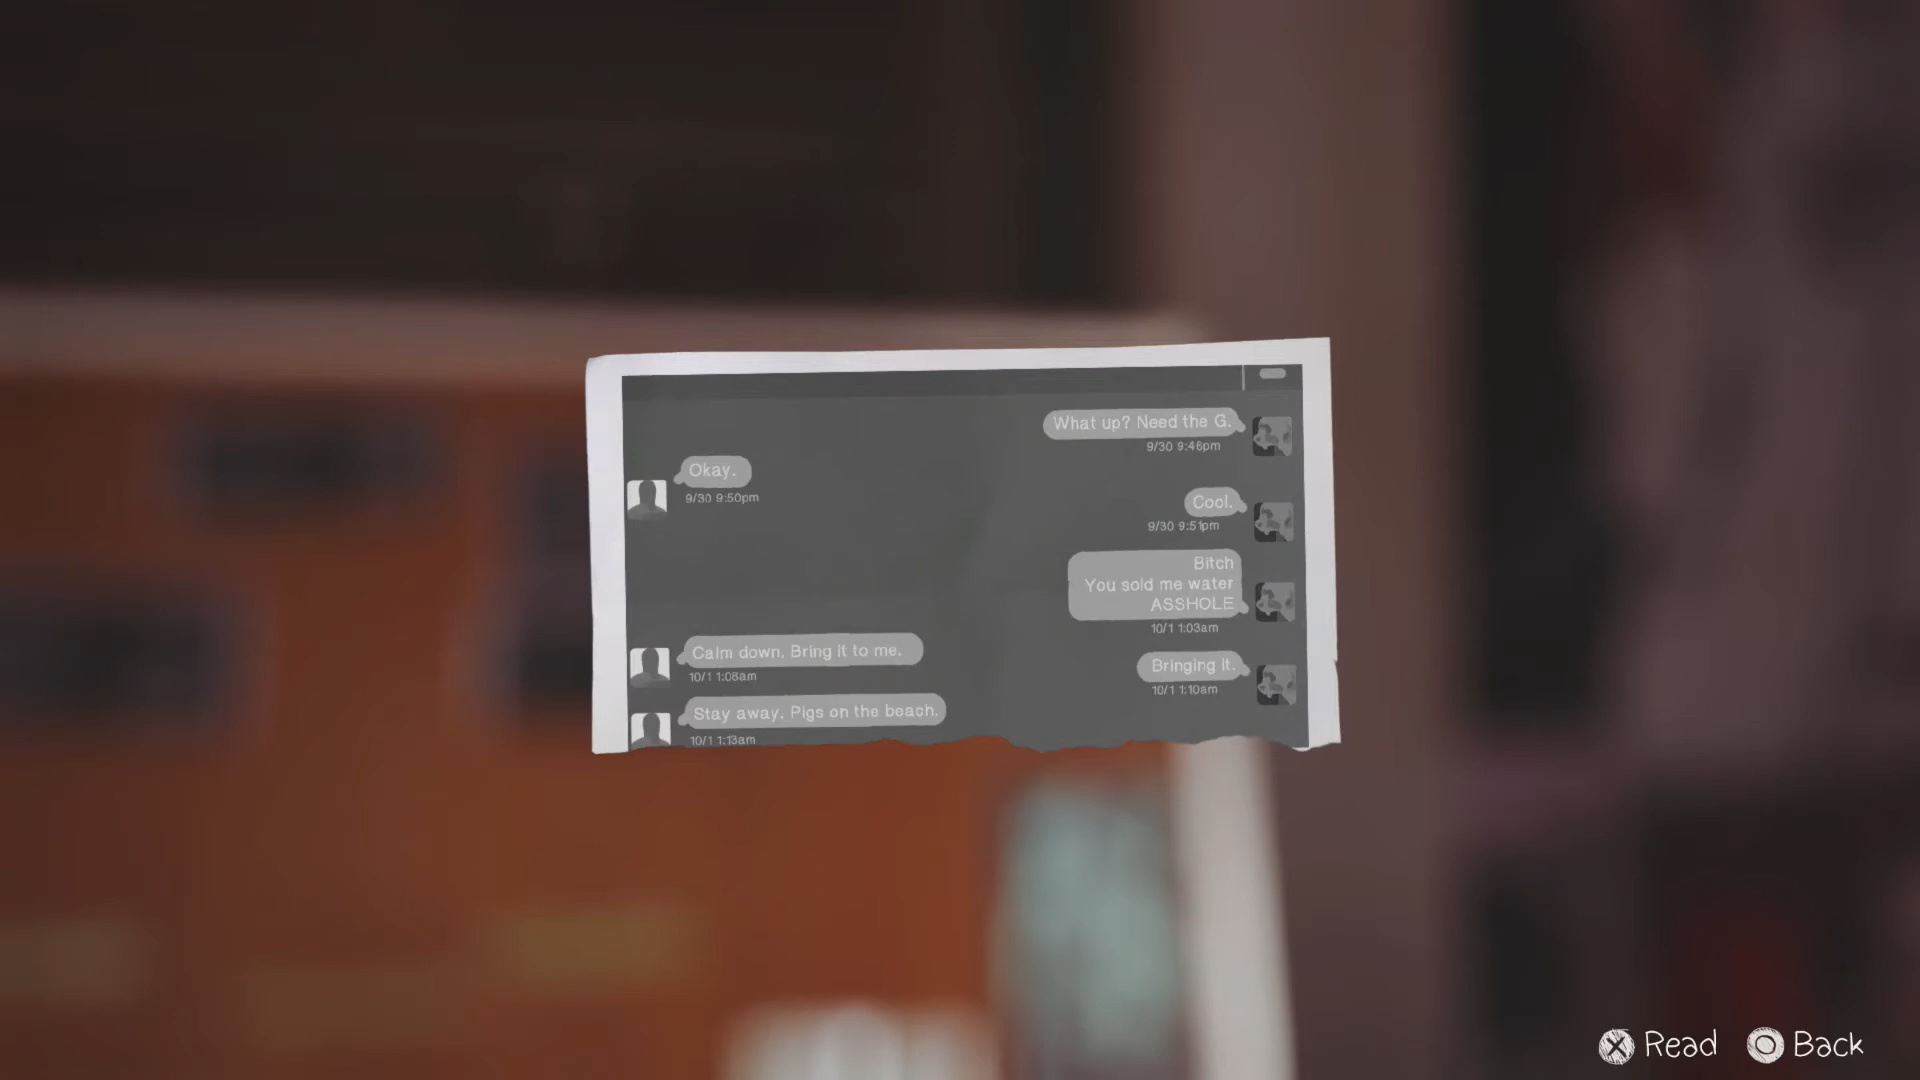 What up? Need the G.
9/30 9:46pm
Okay.
9/30 9:50pm
Cool.
9/30 9:51pm
Bitch
You sold me water
ASSHOLE
10/1 1:03am
Calm down. Bring it to me.
10/1 1:08am
Bringing it.
10/1 1:10am
Stay away. Pigs on the beach.
10/1 1:13am
Read
Back